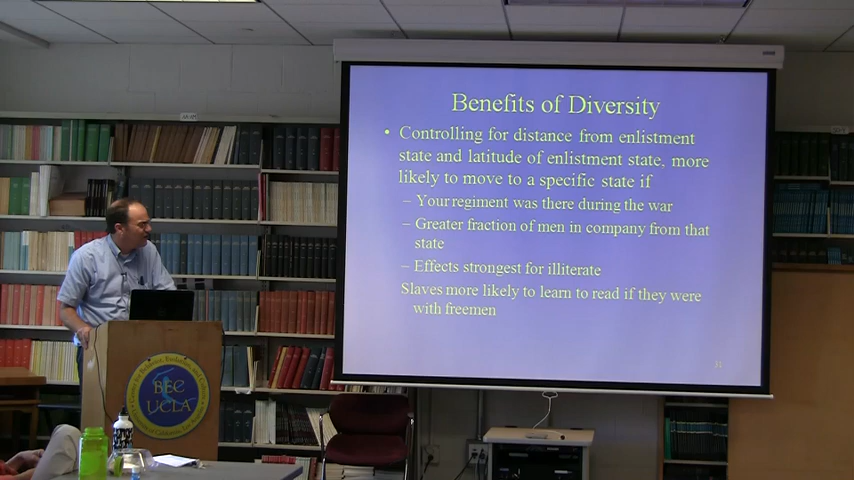 Benefits of Diversity
• Controlling for distance from enlistment
state and latitude of enlistment state, more
likely to move to a specific state if
– Your regiment was there during the war
– Greater fraction of men in company from that
state
– Effects strongest for illiterate
Slaves more likely to learn to read if they were
with freemen
BEC
UCLA